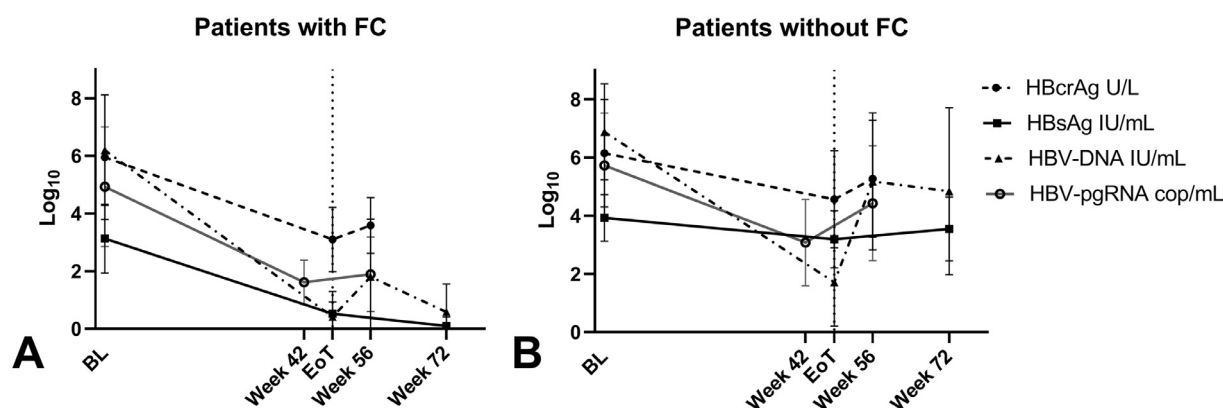 Patients with FC
Patients without FC
Log10
8
6
4
2
0
BL
Week 42
EoT
Week 56
Week 72
A
Log10
8
6
4
2
0
BL
Week 42
EoT
Week 56
Week 72
B
HBcrAg U/L
HBsAg IU/mL
HBV-DNA IU/mL
HBV-pgRNA cop/mL